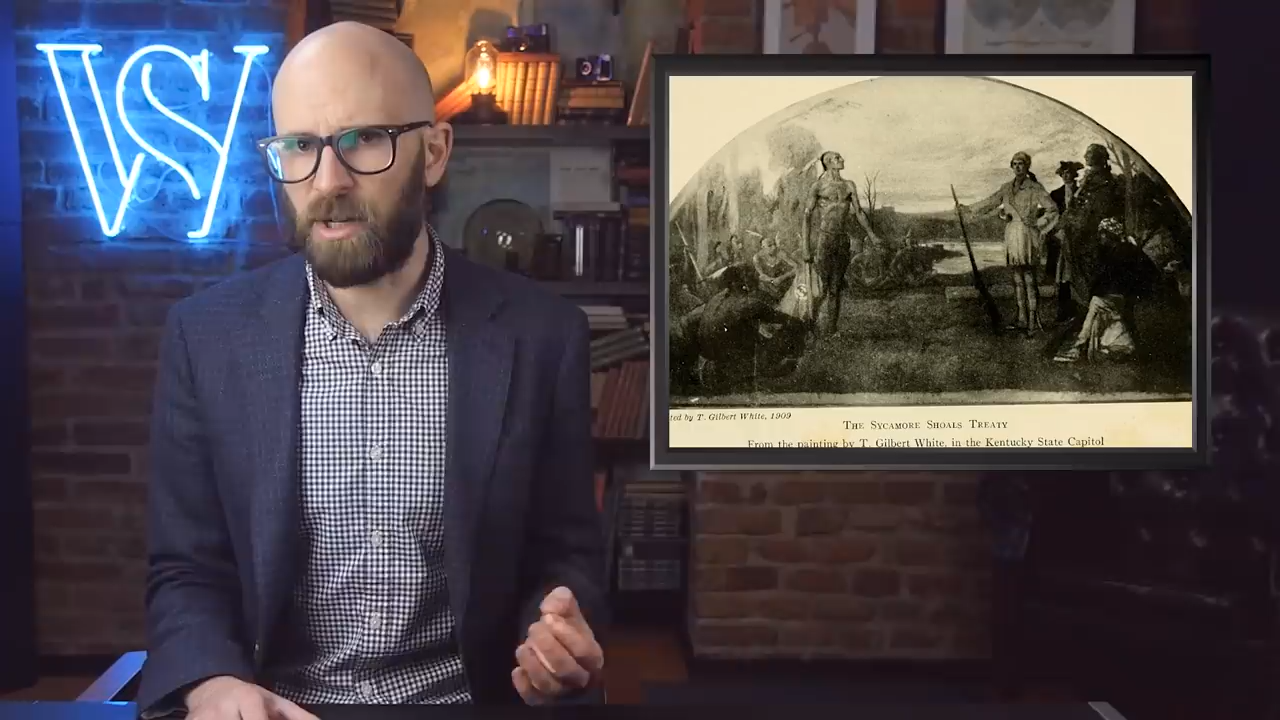 WS
ted by T. Gilbert White, 1909
THE SYCAMORE SHOALS TREATY
From the painting by T. Gilbert White, in the Kentucky State Capitol